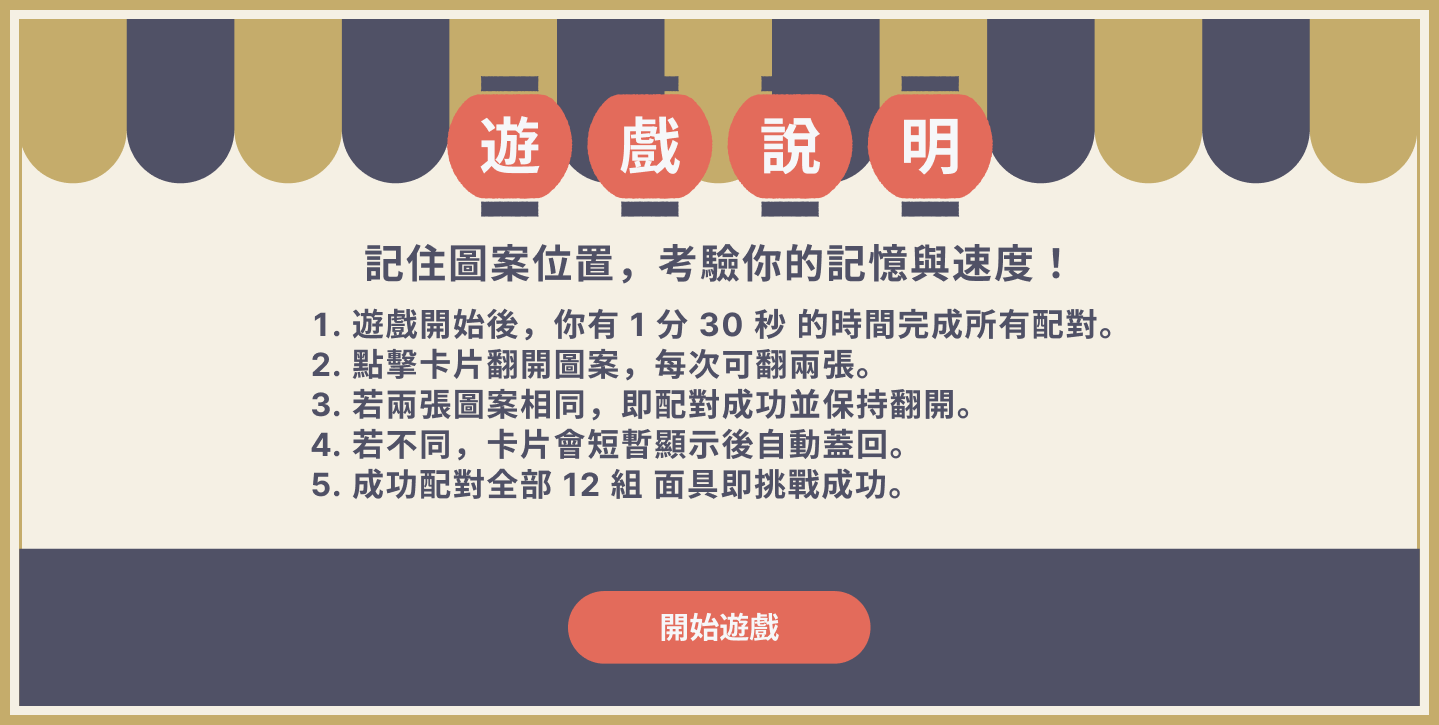 遊戲說明
記住圖案位置，考驗你的記憶與速度！
1. 遊戲開始後，你有 1 分 30 秒 的時間完成所有配對。
2. 點擊卡片翻開圖案，每次可翻兩張。
3. 若兩張圖案相同，即配對成功並保持翻開。
4. 若不同，卡片會短暫顯示後自動蓋回。
5. 成功配對全部 12 組 面具即挑戰成功。
開始遊戲